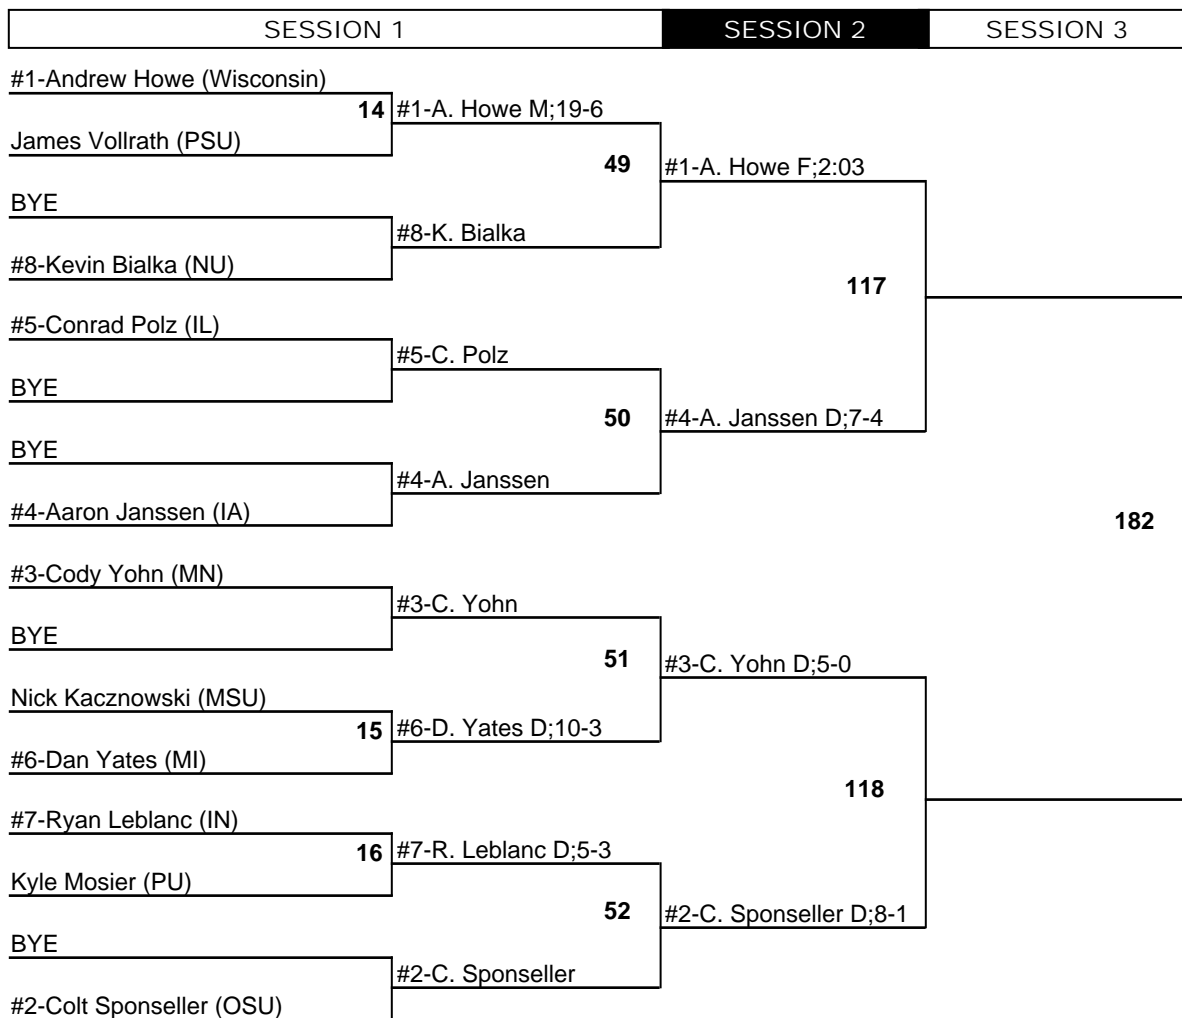 SESSION 1 SESSION 2 SESSION 3
#1-Andrew Howe (Wisconsin)
14 #1-A. Howe M;19-6
James Vollrath (PSU)
49 #1-A. Howe F;2:03
BYE
#8-K. Bialka
#8-Kevin Bialka (NU)
117
#5-Conrad Polz (IL)
#5-C. Polz
BYE
50 #4-A. Janssen D;7-4
BYE
#4-A. Janssen
#4-Aaron Janssen (IA)
182
#3-Cody Yohn (MN)
#3-C. Yohn
BYE
51 #3-C. Yohn D;5-0
Nick Kacznowski (MSU)
15 #6-D. Yates D;10-3
#6-Dan Yates (MI)
118
#7-Ryan Leblanc (IN)
16 #7-R. Leblanc D;5-3
Kyle Mosier (PU)
52 #2-C. Sponseller D;8-1
BYE
#2-C. Sponseller
#2-Colt Sponseller (OSU)